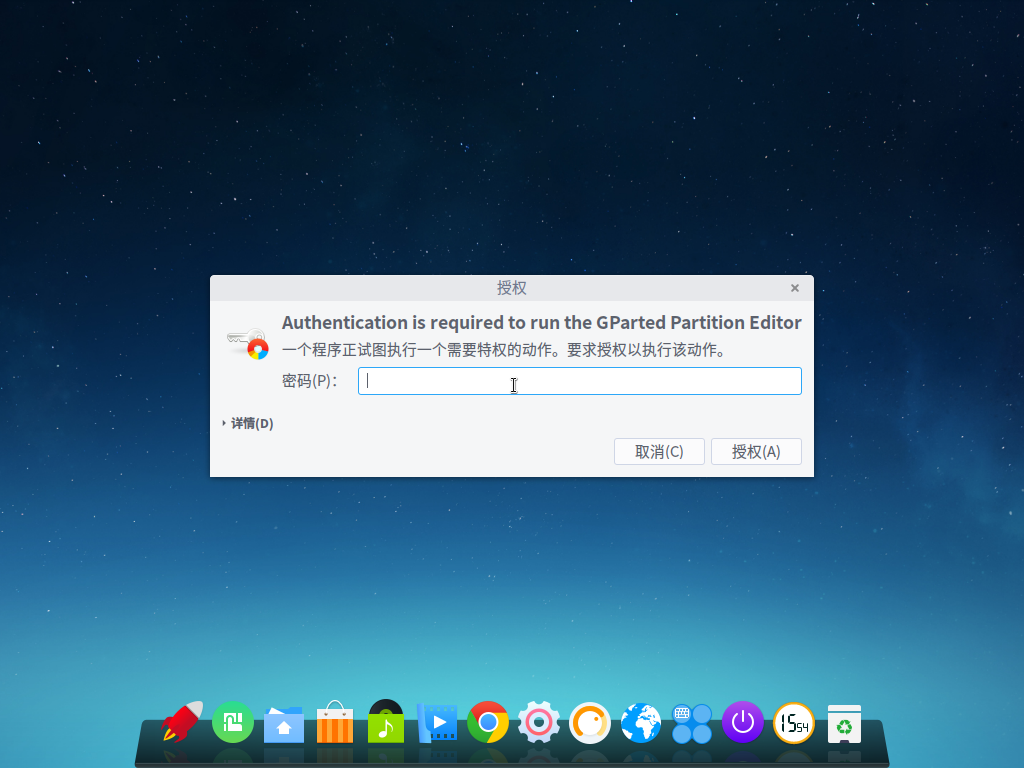 授权
Authentication is required to run the GParted Partition Editor
一个程序正试图执行一个需要特权的动作。要求授权以执行该动作。
密码(P)：
详情(D)
取消(C) 授权(A)
15 54